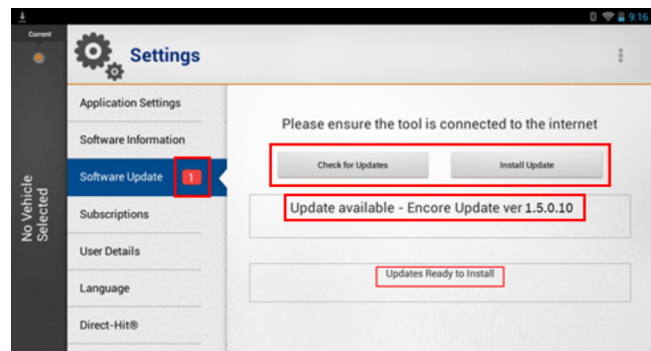 9:16
Current
Settings
Application Settings
Software Information
Software Update 1
Subscriptions
User Details
Language
Direct-Hit®
No Vehicle
Selected
Please ensure the tool is connected to the internet
Check for Updates
Install Update
Update available - Encore Update ver 1.5.0.10
Updates Ready to Install